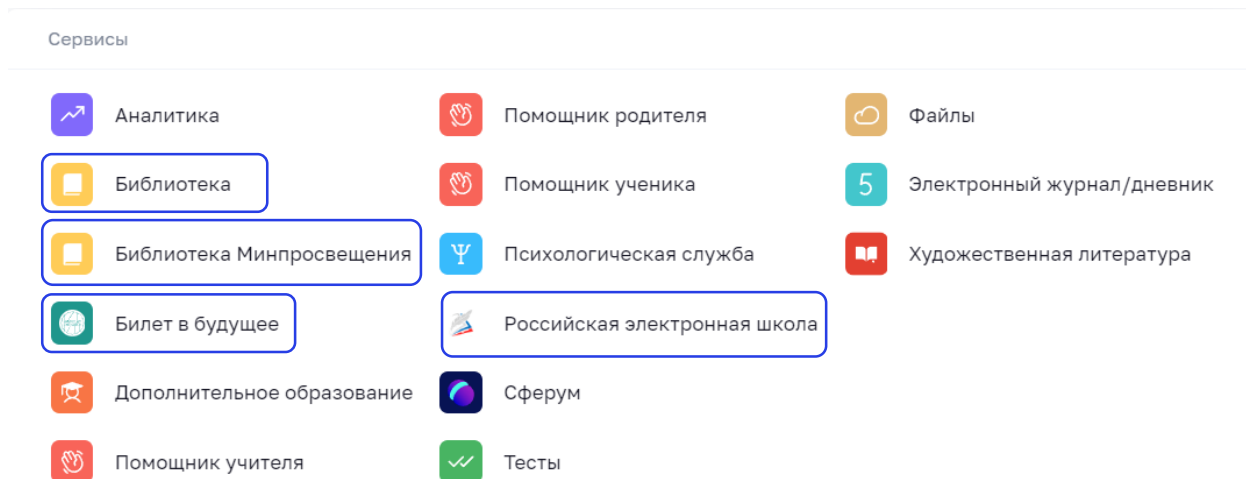 Сервисы
Аналитика
Помощник родителя
Файлы
Библиотека
Помощник ученика
5
Электронный журнал/дневник
Библиотека Минпросвещения
Психологическая служба
Художественная литература
Билет в будущее
Российская электронная школа
Дополнительное образование
Сферум
Помощник учителя
Тесты